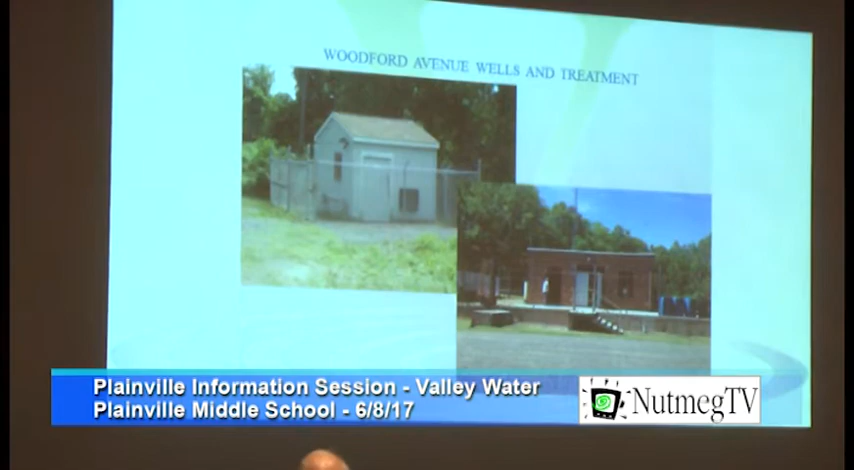 WOODFORD AVENUE WELLS AND TREATMENT
Plainville Information Session - Valley Water
Plainville Middle School - 6/8/17
NutmegTV